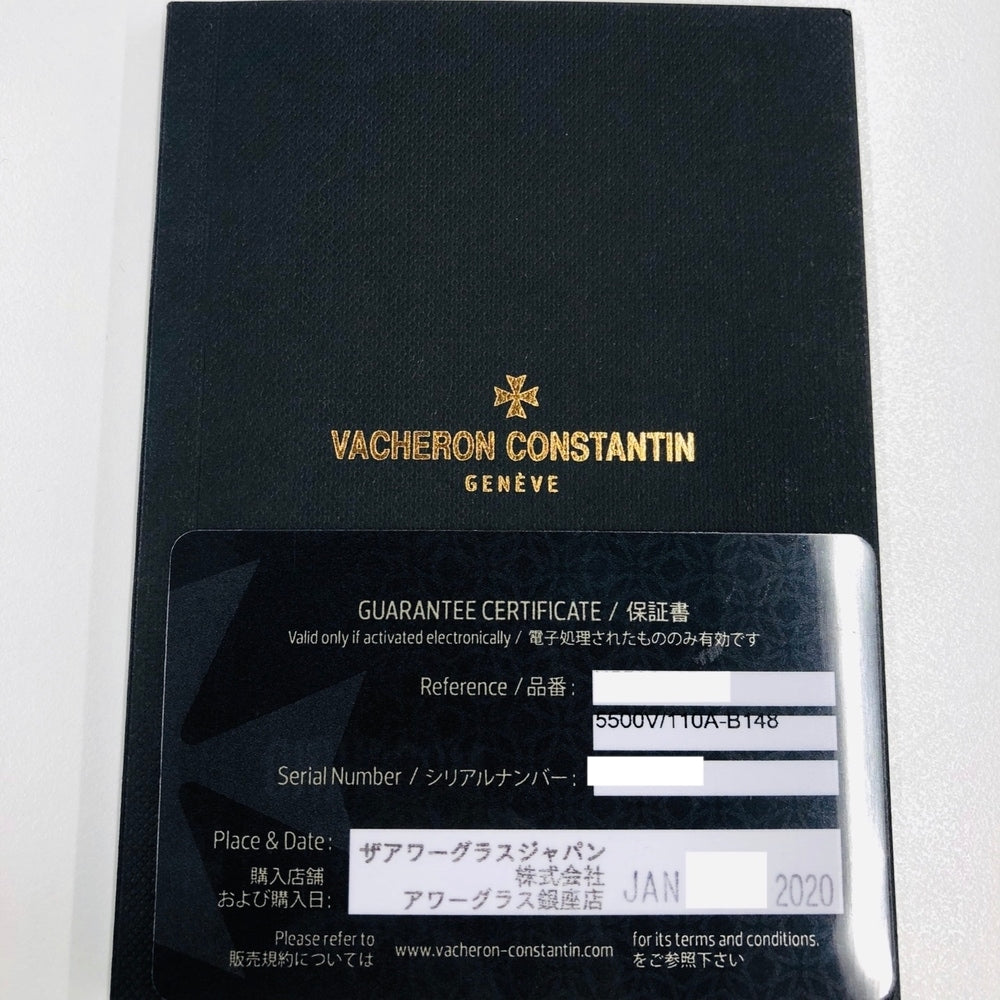 VACHERON CONSTANTIN
GENÈVE
GUARANTEE CERTIFICATE / 保証書
Valid only if activated electronically / 電子処理されたもののみ有効です
Reference / 品番:
5500V/110A-B148
Serial Number / シリアルナンバー:
Place & Date:
購入店舗
および購入日:
ザアワーグラスジャパン
株式会社
アワーグラス銀座店
JAN 2020
Please refer to www.vacheron-constantin.com for its terms and conditions.
販売規約については をご参照下さい